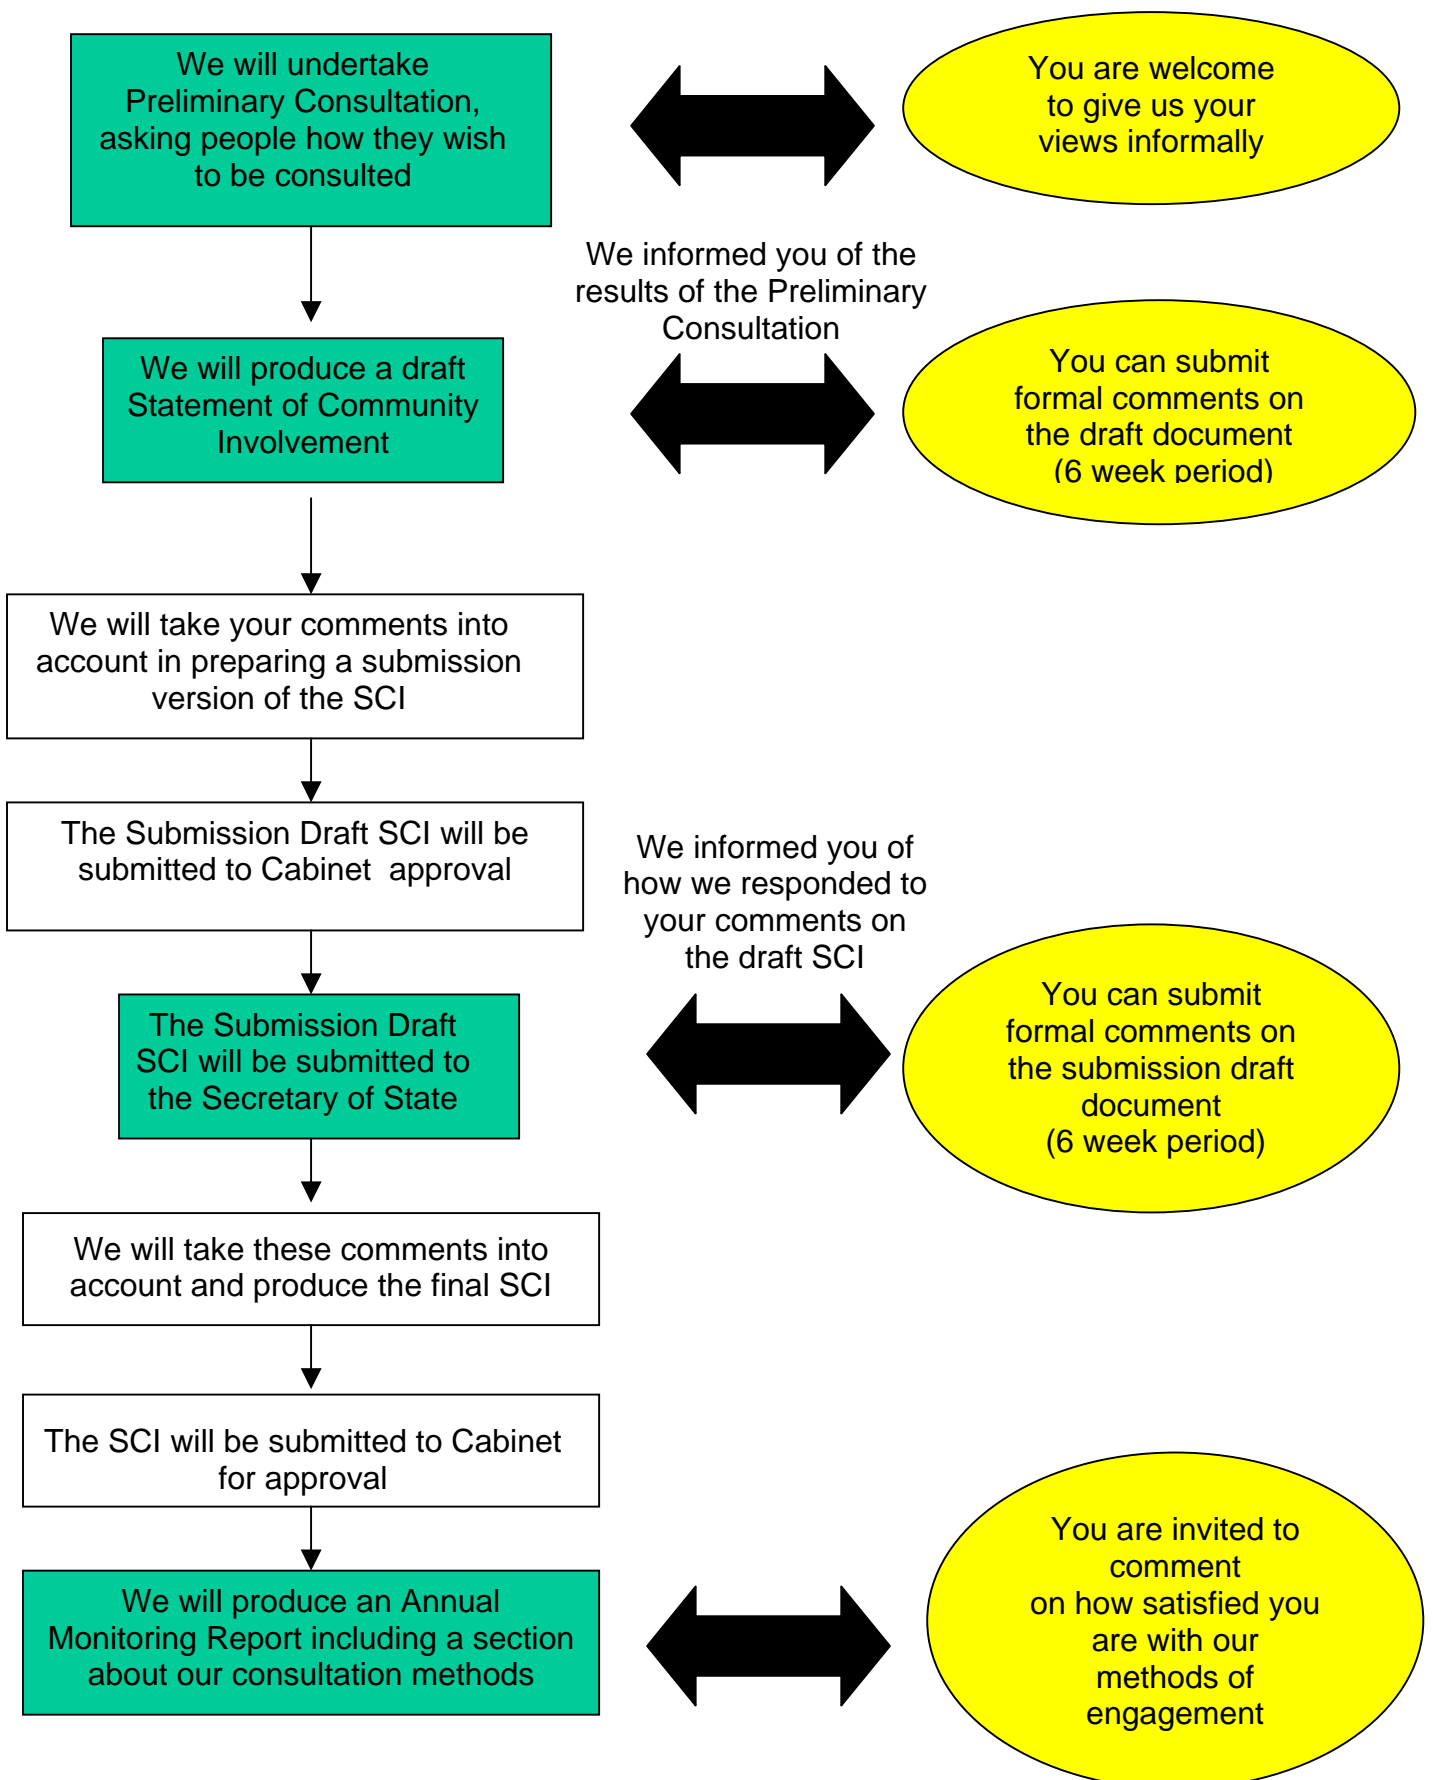 We will undertake
Preliminary Consultation,
asking people how they wish
to be consulted
You are welcome
to give us your
views informally
We informed you of the
results of the Preliminary
Consultation
We will produce a draft
Statement of Community
Involvement
You can submit
formal comments on
the draft document
(6 week period)
We will take your comments into
account in preparing a submission
version of the SCI
The Submission Draft SCI will be
submitted to Cabinet approval
We informed you of
how we responded to
your comments on
the draft SCI
The Submission Draft
SCI will be submitted to
the Secretary of State
You can submit
formal comments on
the submission draft
document
(6 week period)
We will take these comments into
account and produce the final SCI
The SCI will be submitted to Cabinet
for approval
We will produce an Annual
Monitoring Report including a section
about our consultation methods
You are invited to
comment
on how satisfied you
are with our
methods of
engagement